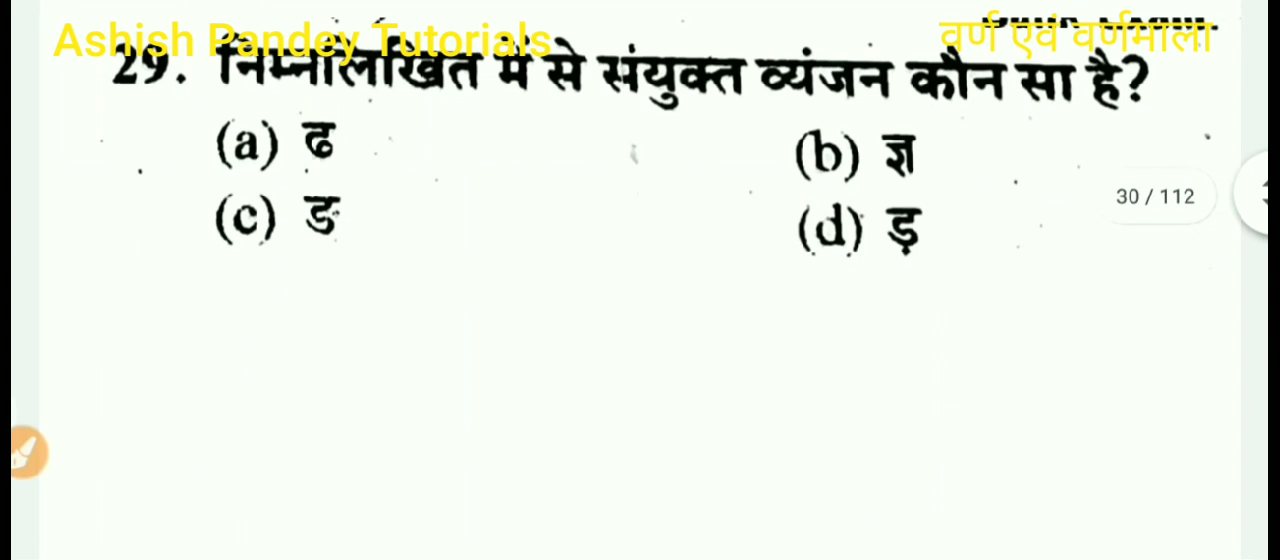 Ashish Pandey Tutorials
वर्ण एवं वर्णमाला
29. निम्नलिखित में से संयुक्त व्यंजन कौन सा है?
(a) ढ
(b) ज्ञ
(c) ङ
(d) ड़
30 / 112